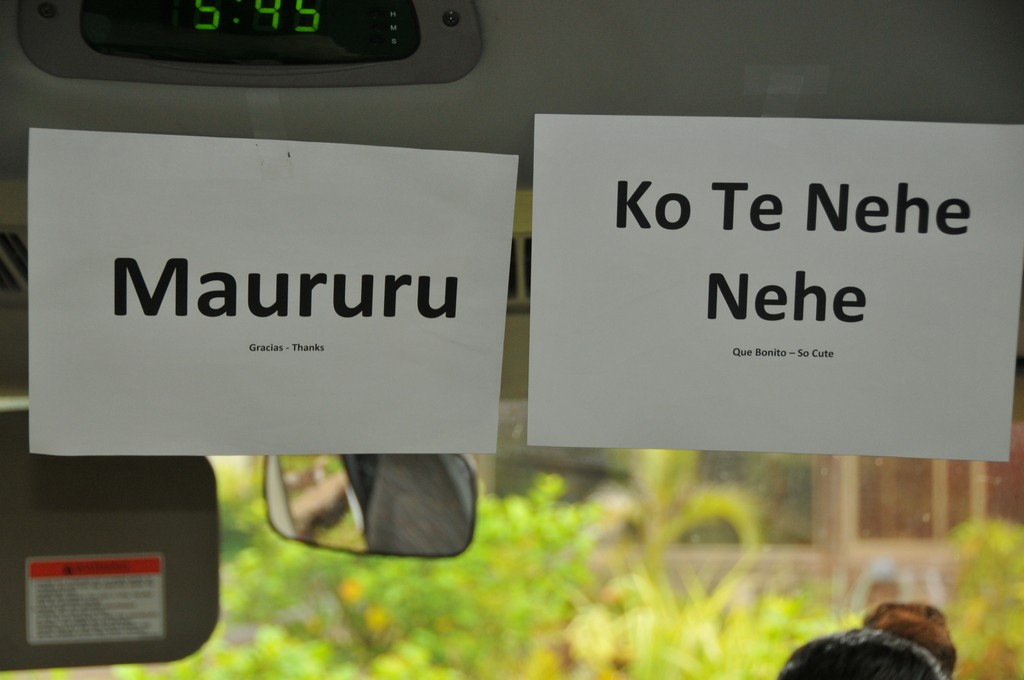 5:45
H
M
S
Maururu
Gracias - Thanks
Ko Te Nehe
Nehe
Que Bonito – So Cute